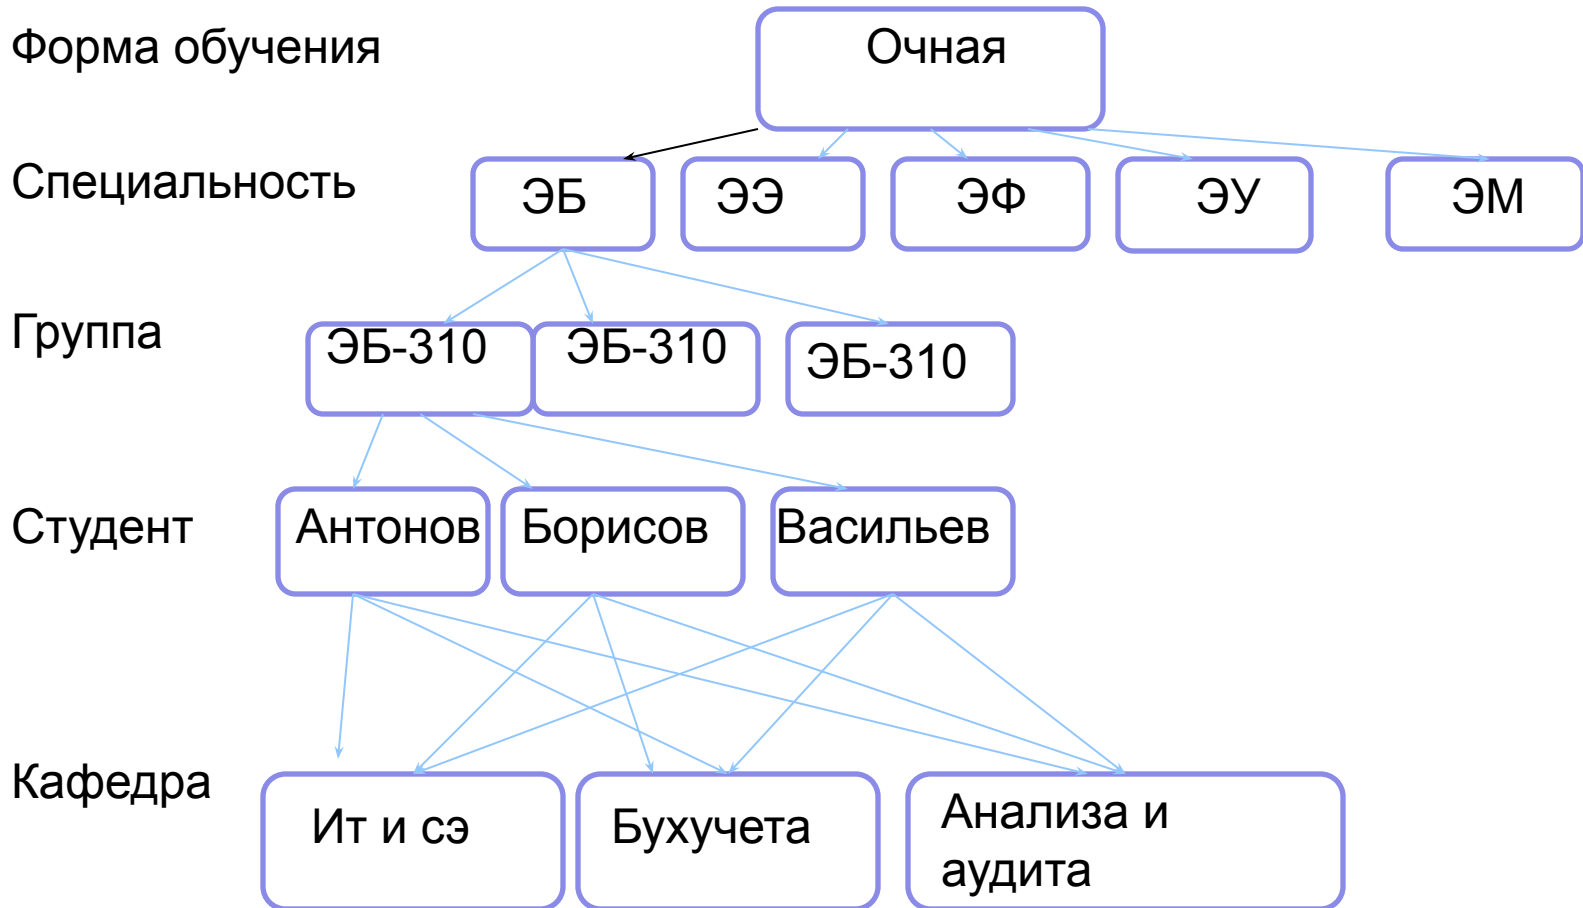 Форма обучения
Очная
Специальность
ЭБ
ЭЭ
ЭФ
ЭУ
ЭМ
Группа
ЭБ-310
ЭБ-310
ЭБ-310
Студент
Антонов
Борисов
Васильев
Кафедра
Ит и сэ
Бухучета
Анализа и
аудита